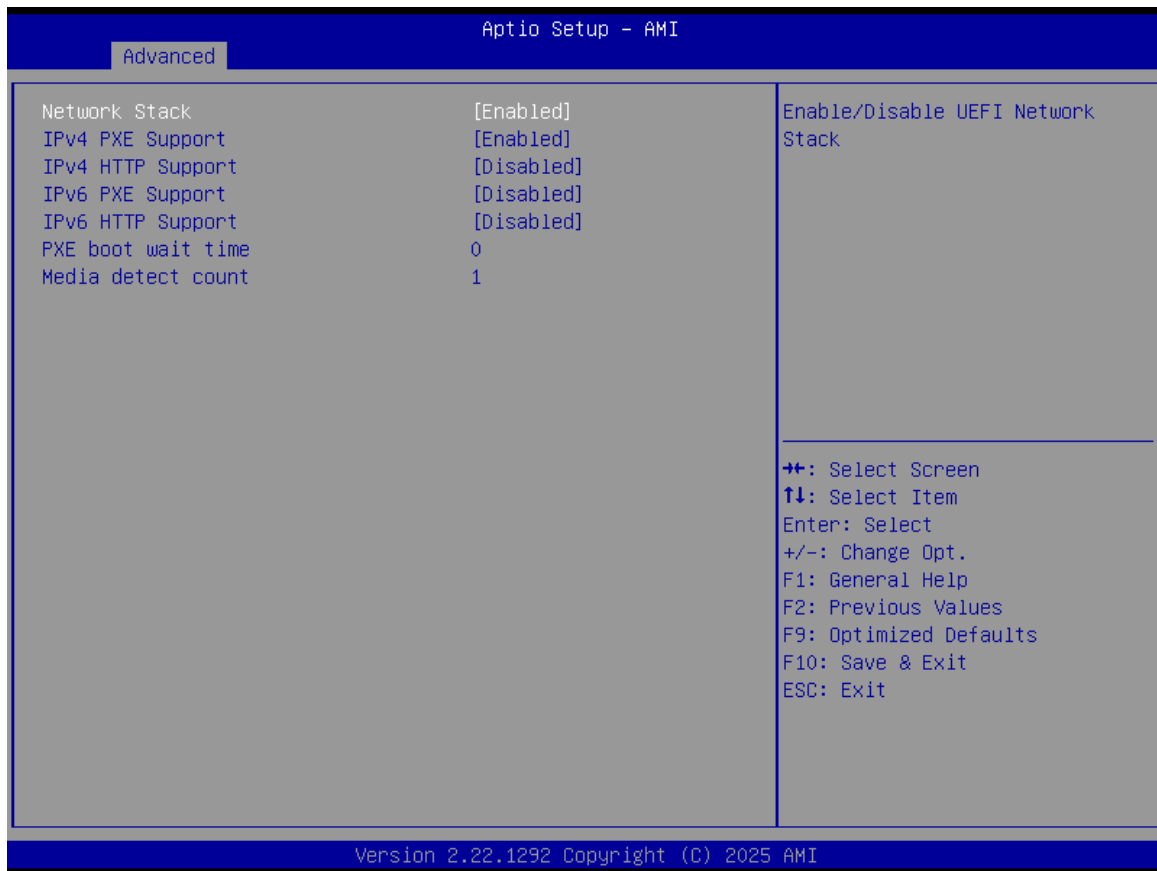 Aptio Setup – AMI
Advanced
Network Stack [Enabled]
IPv4 PXE Support [Enabled]
IPv4 HTTP Support [Disabled]
IPv6 PXE Support [Disabled]
IPv6 HTTP Support [Disabled]
PXE boot wait time 0
Media detect count 1
Enable/Disable UEFI Network
Stack
→←: Select Screen
↑↓: Select Item
Enter: Select
+/-: Change Opt.
F1: General Help
F2: Previous Values
F9: Optimized Defaults
F10: Save & Exit
ESC: Exit
Version 2.22.1292 Copyright (C) 2025 AMI